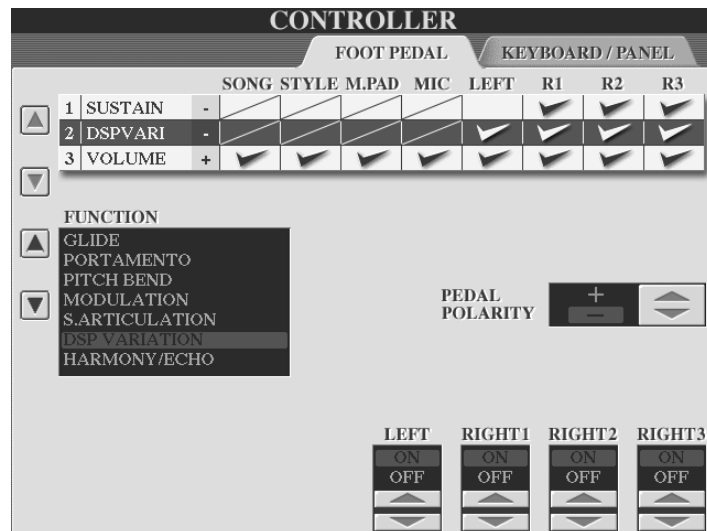 CONTROLLER
FOOT PEDAL KEYBOARD / PANEL
SONG STYLE M.PAD MIC LEFT R1 R2 R3
1 SUSTAIN -
2 DSPVARI -
3 VOLUME +
FUNCTION
GLIDE
PORTAMENTO
PITCH BEND
MODULATION
S.ARTICULATION
DSP VARIATION
HARMONY/ECHO
PEDAL
POLARITY
+
−
LEFT RIGHT1 RIGHT2 RIGHT3
ON ON ON ON
OFF OFF OFF OFF